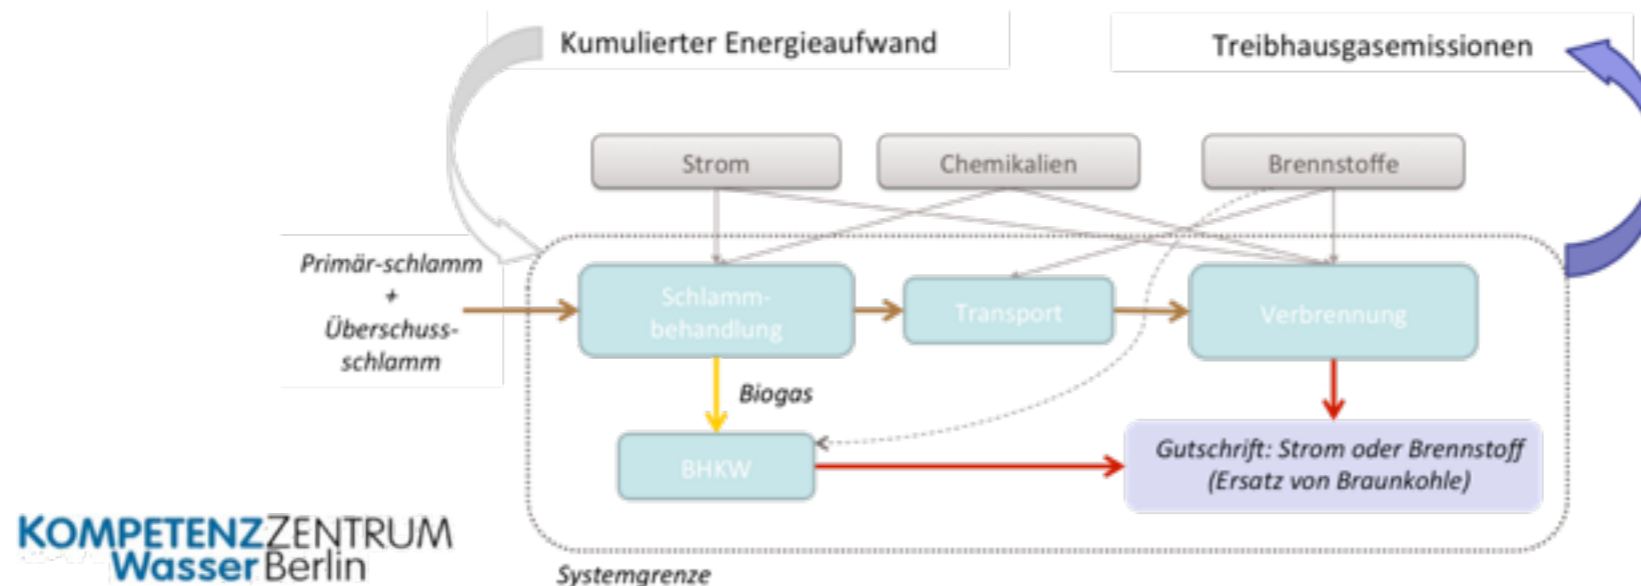 Kumulierter Energieaufwand
Treibhausgasemissionen
Strom
Chemikalien
Brennstoffe
Primär-schlamm
+
Überschuss-
schlamm
Schlamm-
behandlung
Transport
Verbrennung
Biogas
BHKW
Gutschrift: Strom oder Brennstoff
(Ersatz von Braunkohle)
KOMPETENZZENTRUM
Wasser Berlin
Systemgrenze